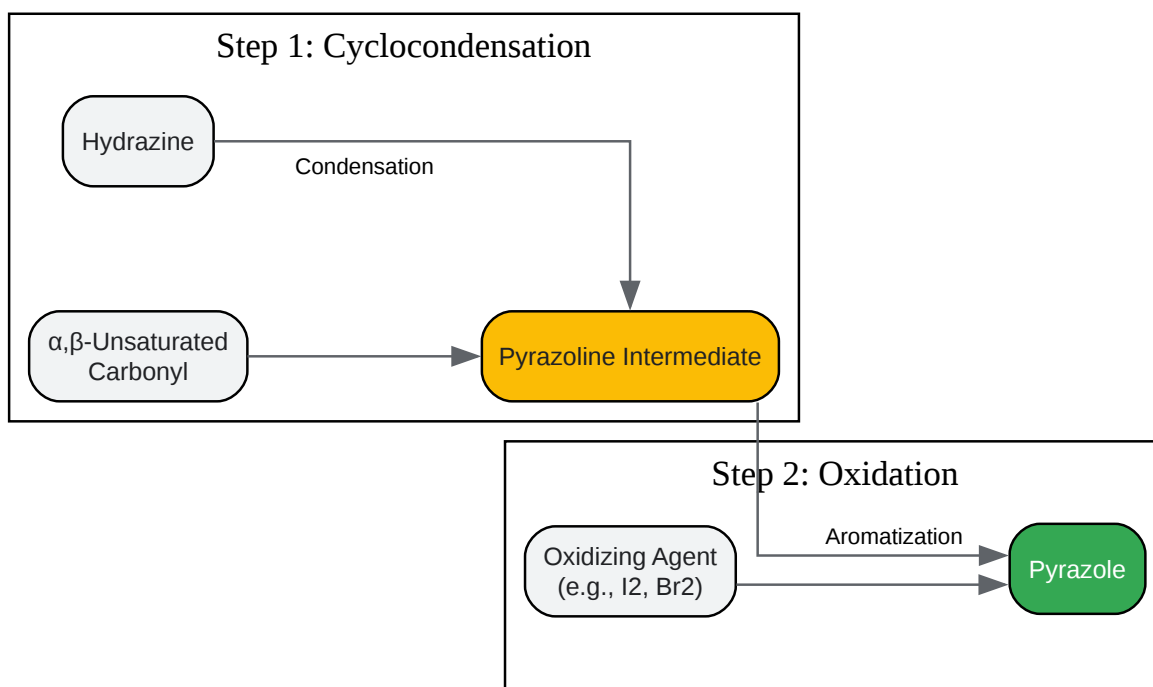 Step 1: Cyclocondensation
Hydrazine
Condensation
α,β-Unsaturated
Carbonyl
Pyrazoline Intermediate
Step 2: Oxidation
Aromatization
Oxidizing Agent
(e.g., I2, Br2)
Pyrazole